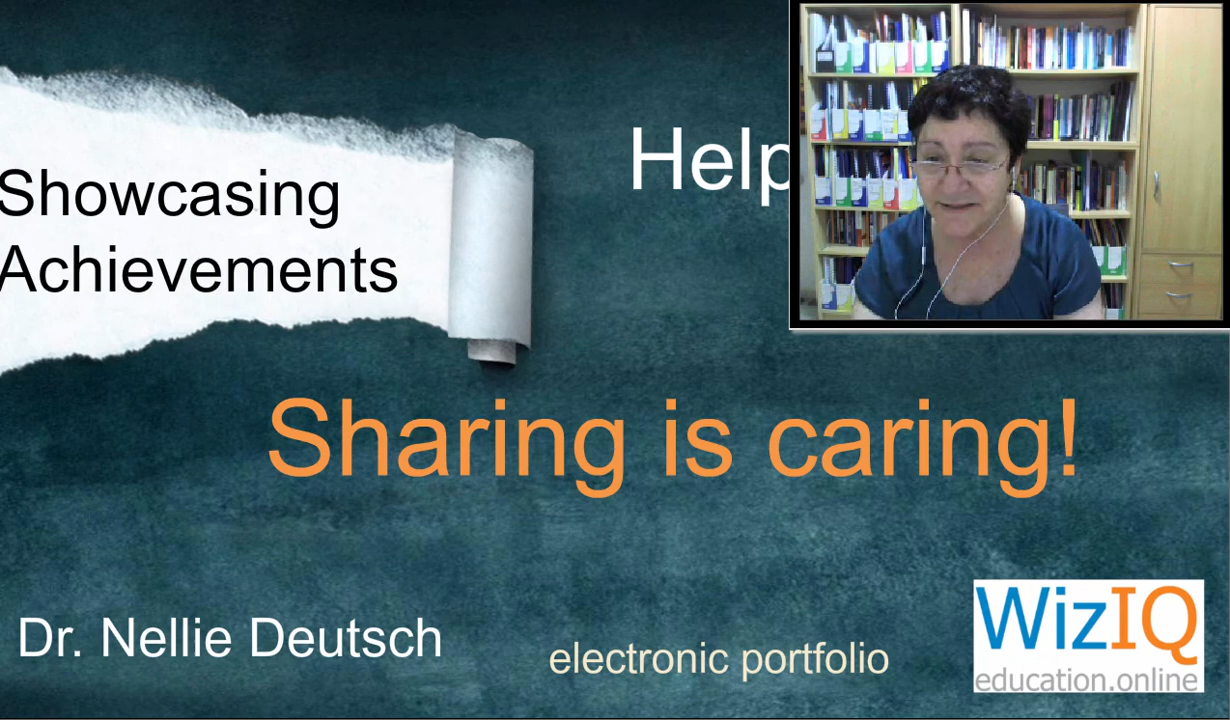 Showcasing
Achievements
Help
Sharing is caring!
Dr. Nellie Deutsch
electronic portfolio
WizIQ
education.online